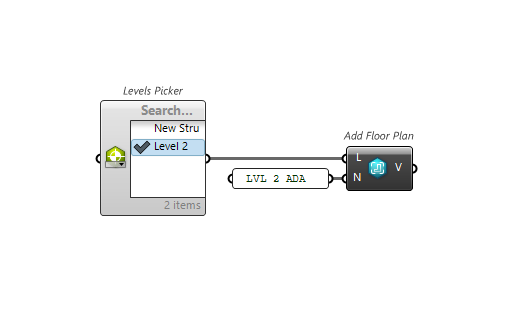 Levels Picker
Search...
New Stru
Level 2
2 items
Add Floor Plan
L
N
V
LVL 2 ADA